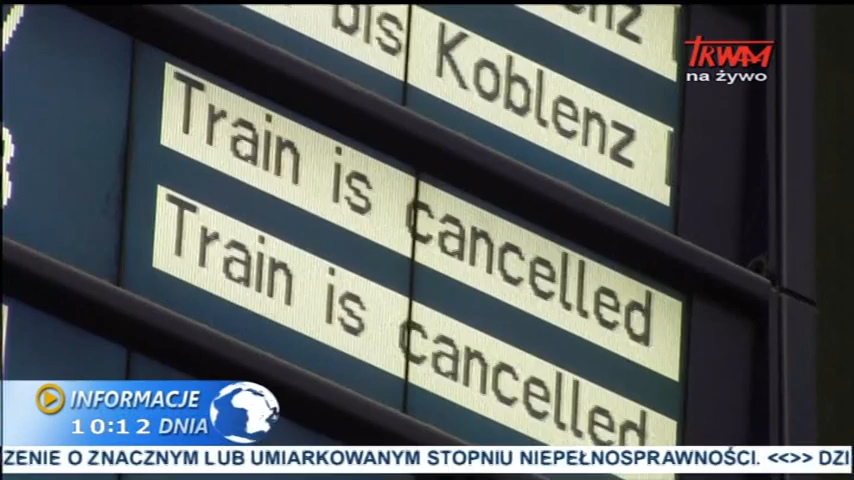 bis Koblenz
TRWAM
na żywo
Train is cancelled
Train is cancelled
INFORMACJE
10:12 DNIA
ZENIE O ZNACZNYM LUB UMIARKOWANYM STOPNIU NIEPEŁNOSPRAWNOŚCI. <<>> DZI